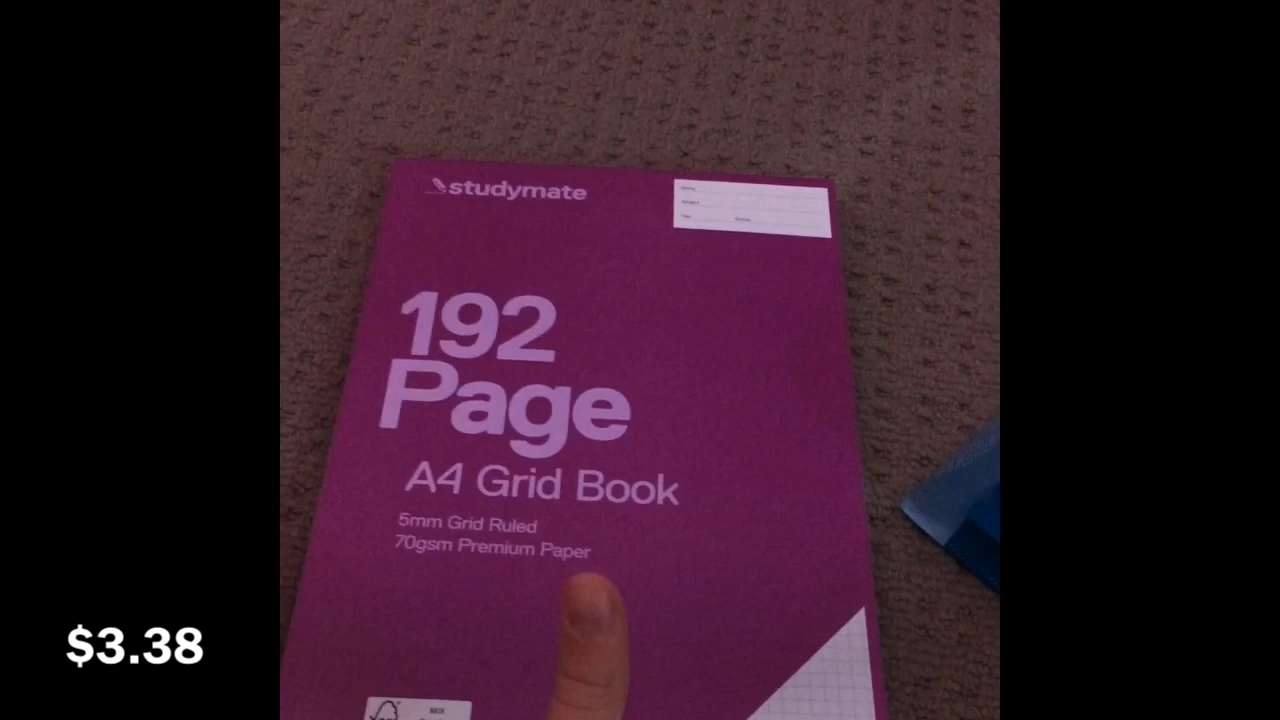 studymate
192
Page
A4 Grid Book
5mm Grid Ruled
70gsm Premium Paper
$3.38